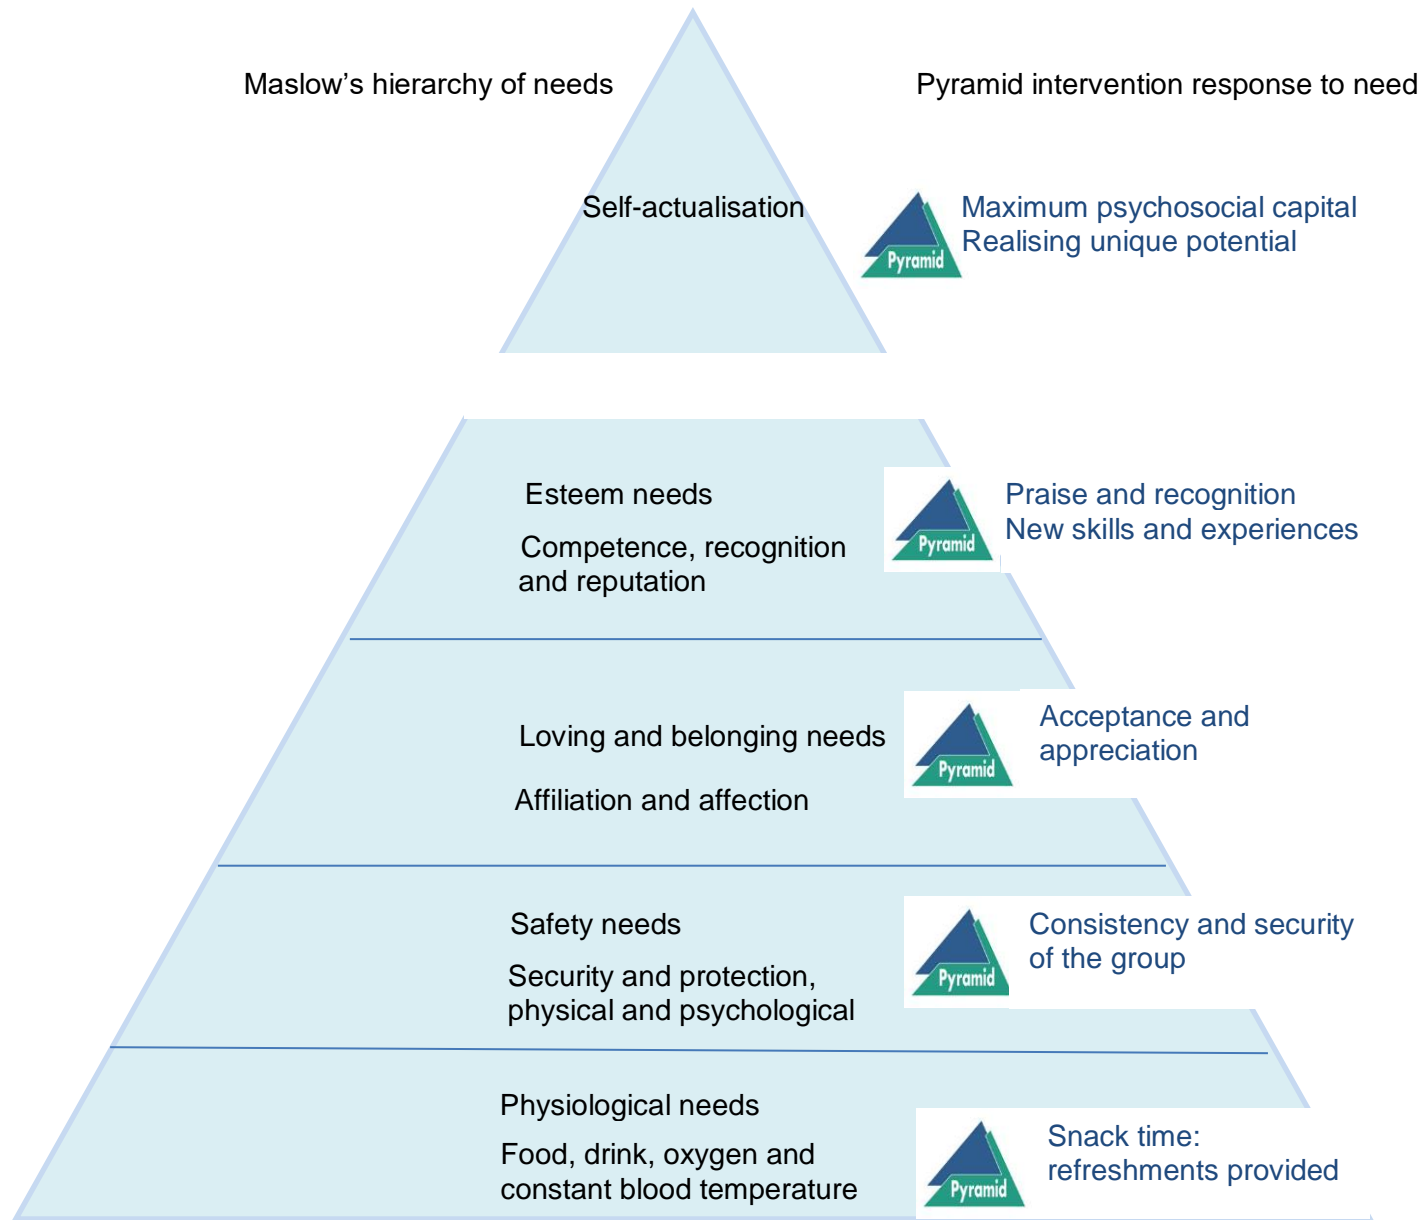 Maslow’s hierarchy of needs
Pyramid intervention response to need
Self-actualisation
Pyramid
Maximum psychosocial capital
Realising unique potential
Esteem needs
Competence, recognition
and reputation
Pyramid
Praise and recognition
New skills and experiences
Loving and belonging needs
Affiliation and affection
Pyramid
Acceptance and
appreciation
Safety needs
Security and protection,
physical and psychological
Pyramid
Consistency and security
of the group
Physiological needs
Food, drink, oxygen and
constant blood temperature
Pyramid
Snack time:
refreshments provided